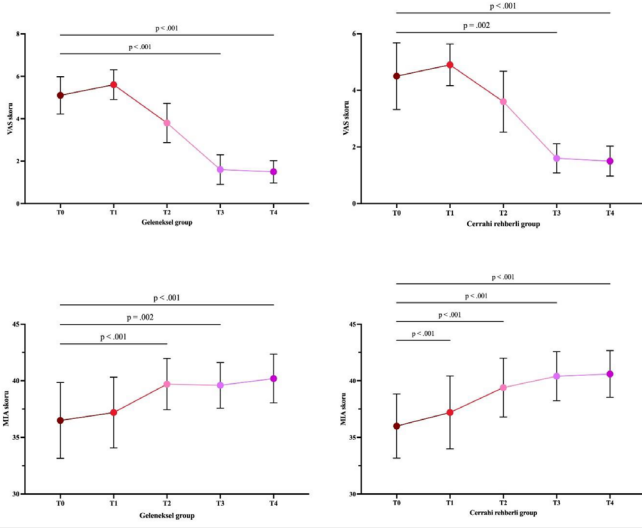 p < .001
p < .001
8
6
4
2
0
VAS skoru
T0 T1 T2 T3 T4
Geleneksel group
p < .001
p = .002
6
4
2
0
VAS skoru
T0 T1 T2 T3 T4
Cerrahi rehberli group
p < .001
p = .002
p < .001
45
40
35
30
MIA skoru
T0 T1 T2 T3 T4
Geleneksel group
p < .001
p < .001
p < .001
p < .001
45
40
35
30
MIA skoru
T0 T1 T2 T3 T4
Cerrahi rehberli group